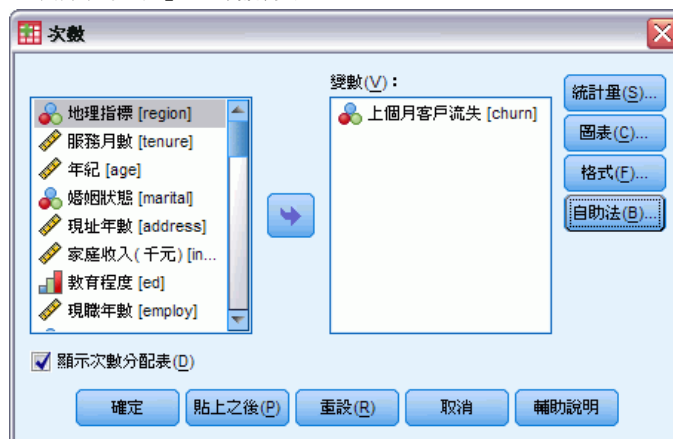 次數
變數(V)：
地理指標 [region]
服務月數 [tenure]
年紀 [age]
婚姻狀態 [marital]
現址年數 [address]
家庭收入(千元) [in...
教育程度 [ed]
現職年數 [employ]
上個月客戶流失 [churn]
統計量(S)...
圖表(C)...
格式(F)...
自助法(B)...
顯示次數分配表(D)
確定
貼上之後(P)
重設(R)
取消
輔助說明